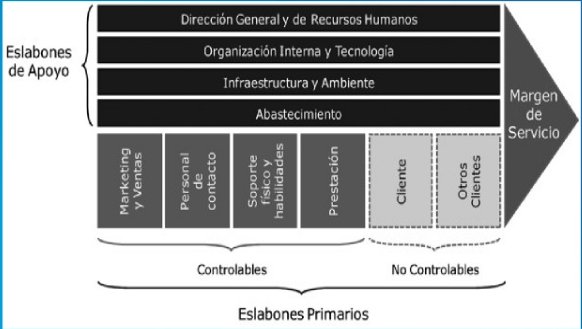 Dirección General y de Recursos Humanos
Organización Interna y Tecnología
Infraestructura y Ambiente
Abastecimiento
Eslabones
de Apoyo
Margen
de
Servicio
Marketing
y Ventas
Personal
de
contacto
Soporte
físico y
habilidades
Prestación
Cliente
Otros
Clientes
Controlables
No Controlables
Eslabones Primarios